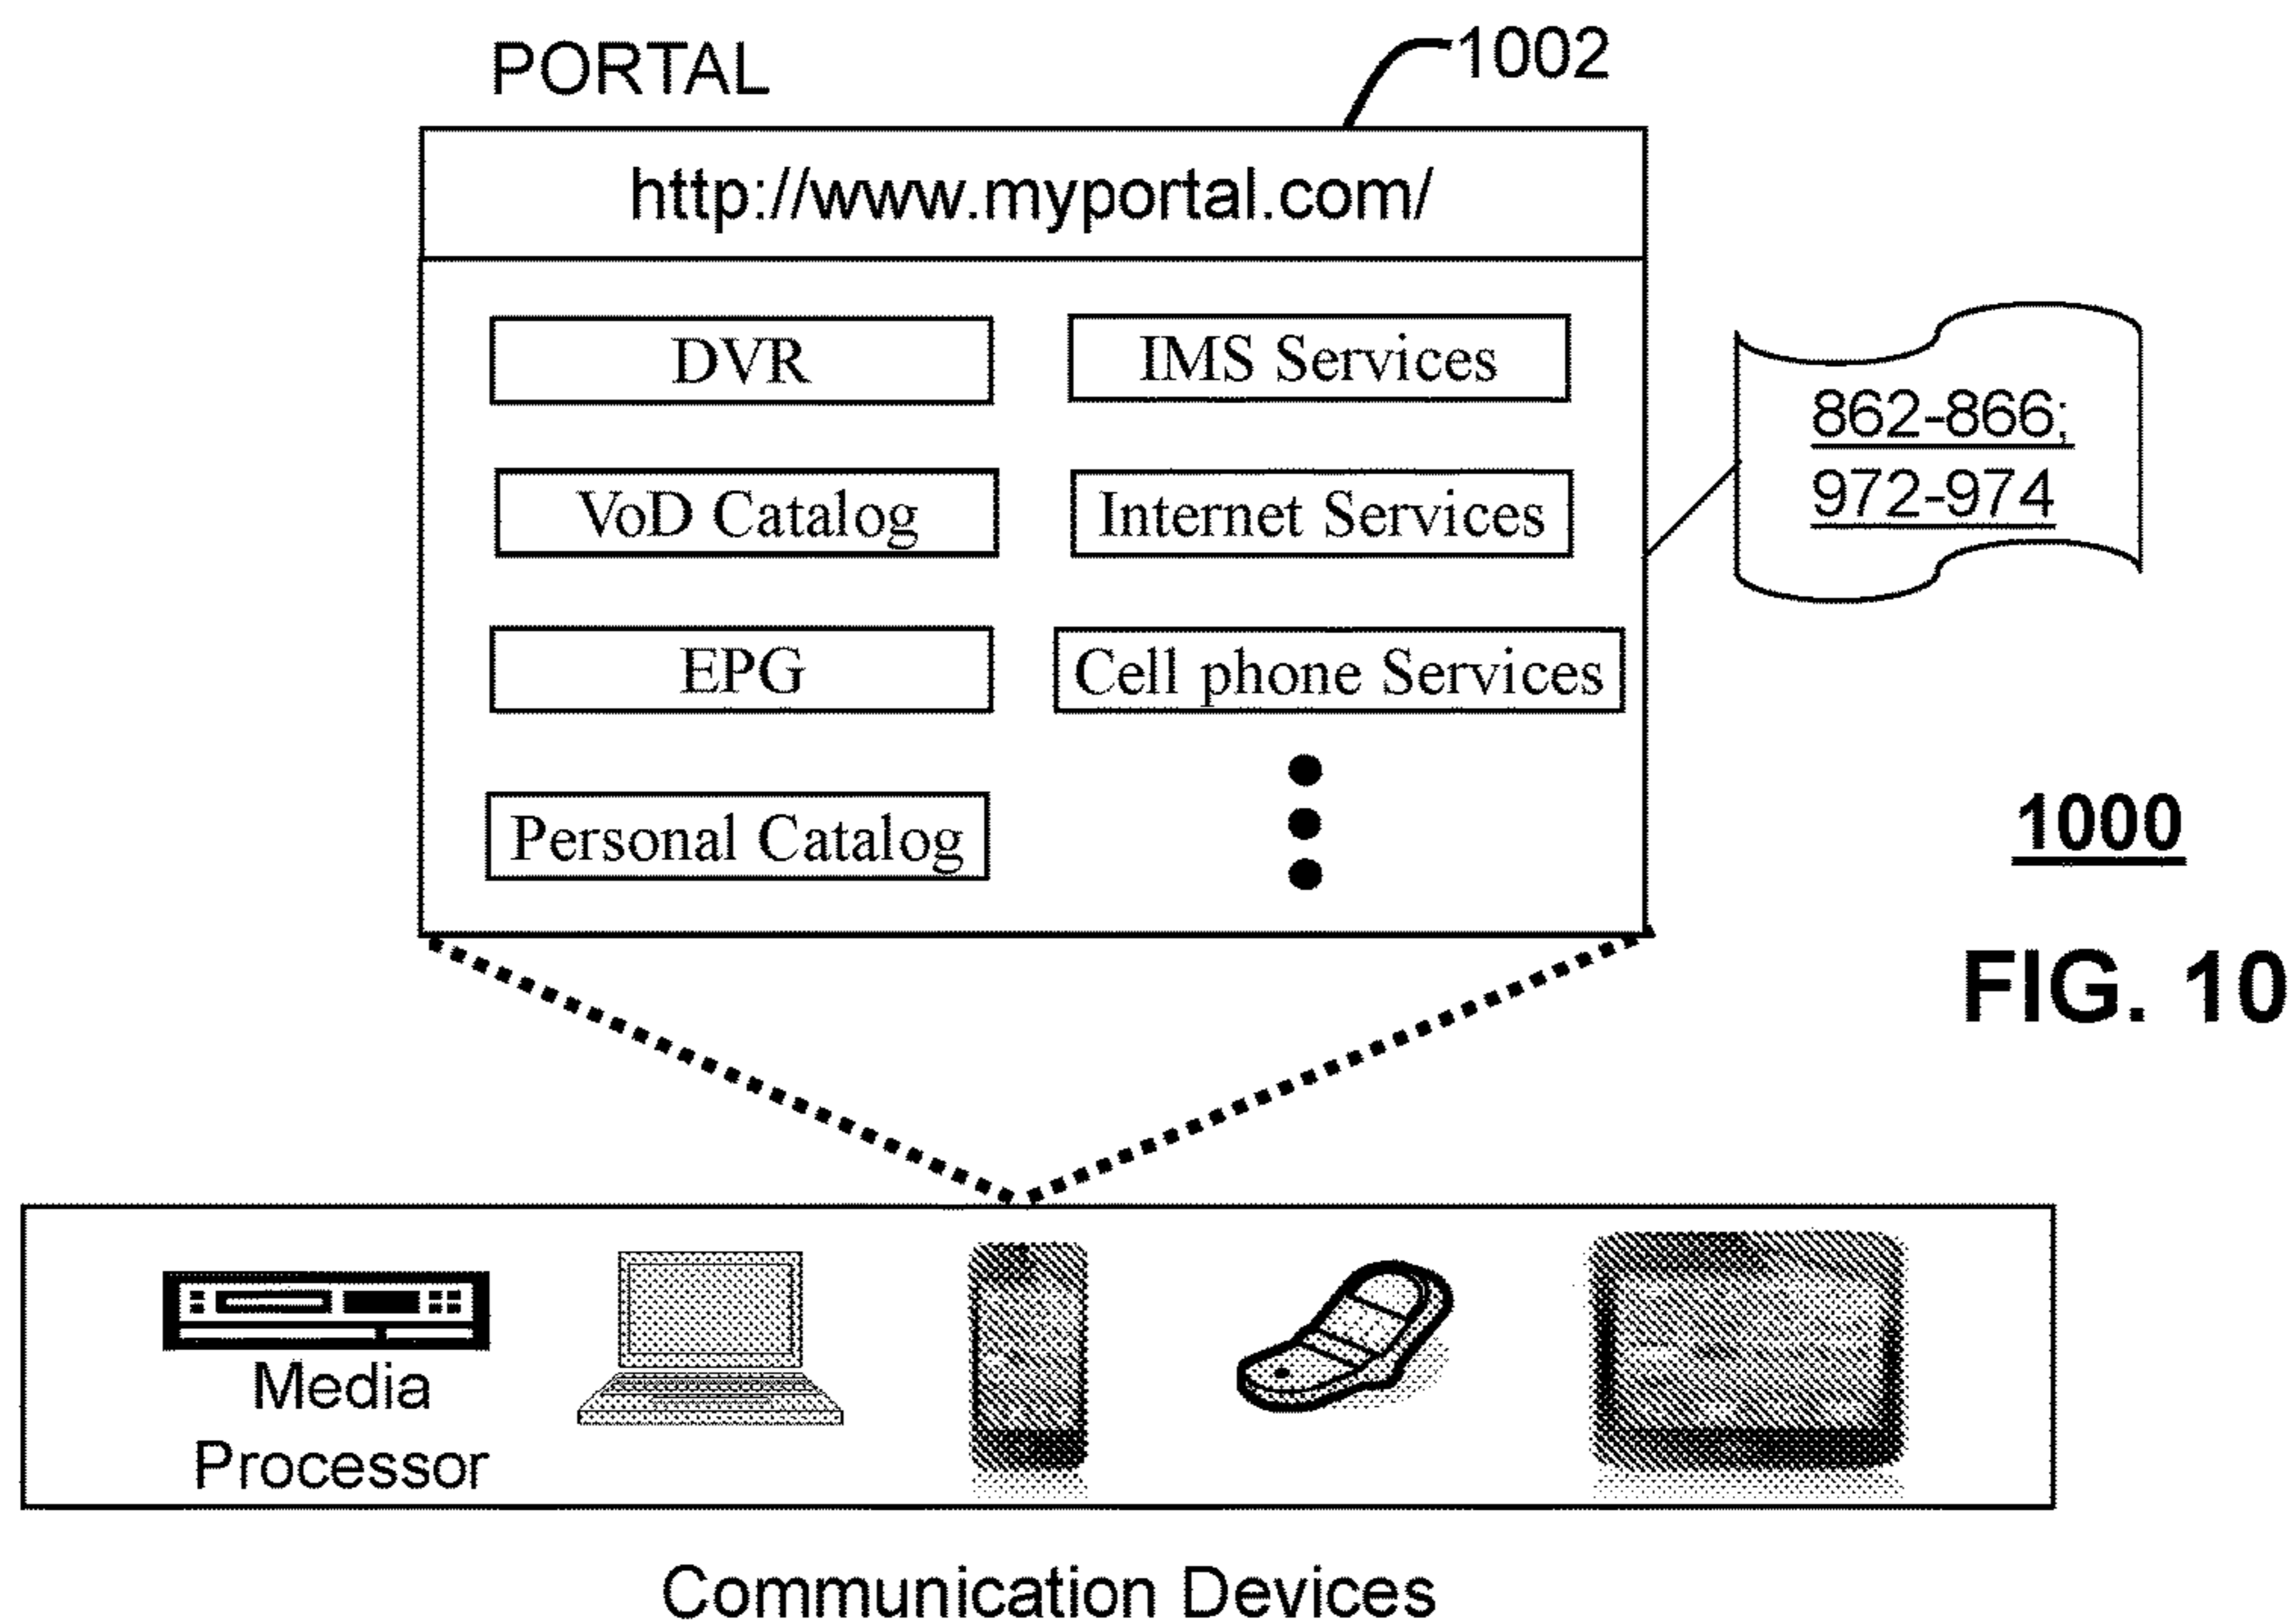 PORTAL
1002
http://www.myportal.com/
DVR
IMS Services
VoD Catalog
Internet Services
EPG
Cell phone Services
Personal Catalog
862-866;
972-974
1000
FIG. 10
Media
Processor
Communication Devices